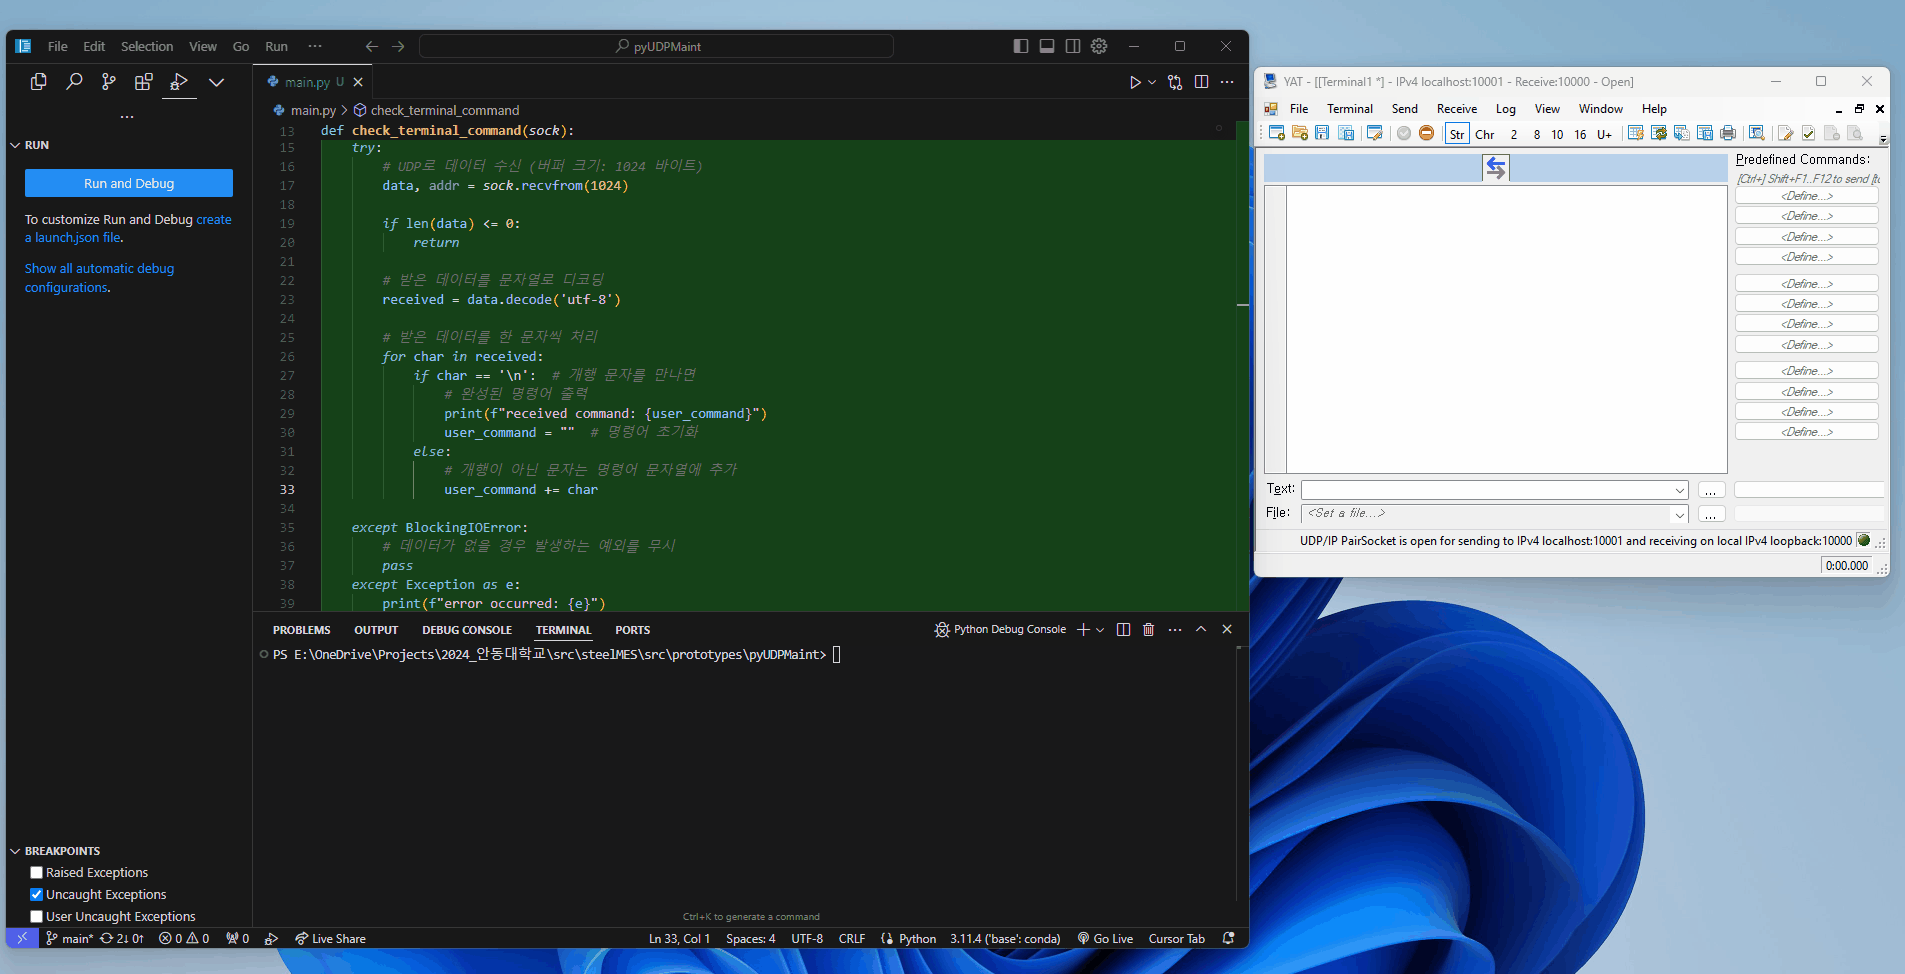 File Edit Selection View Go Run ··· pyUDPMaint
main.py U
main.py > check_terminal_command
RUN
Run and Debug
To customize Run and Debug create
a launch.json file.
Show all automatic debug
configurations.
BREAKPOINTS
Raised Exceptions
Uncaught Exceptions
User Uncaught Exceptions
13 def check_terminal_command(sock):
15 try:
16 # UDP로 데이터 수신 (버퍼 크기: 1024 바이트)
17 data, addr = sock.recvfrom(1024)
18
19 if len(data) <= 0:
20 return
21
22 # 받은 데이터를 문자열로 디코딩
23 received = data.decode('utf-8')
24
25 # 받은 데이터를 한 문자씩 처리
26 for char in received:
27 if char == '\n': # 개행 문자를 만나면
28 # 완성된 명령어 출력
29 print(f"received command: {user_command}")
30 user_command = "" # 명령어 초기화
31 else:
32 # 개행이 아닌 문자는 명령어 문자열에 추가
33 user_command += char
34
35 except BlockingIOError:
36 # 데이터가 없을 경우 발생하는 예외를 무시
37 pass
38 except Exception as e:
39 print(f"error occurred: {e}")
PROBLEMS OUTPUT DEBUG CONSOLE TERMINAL PORTS Python Debug Console
PS E:\OneDrive\Projects\2024_안동대학교\src\steelMES\src\prototypes\pyUDPMaint>
Ctrl+K to generate a command
main* 2↓ 0↑ 0 0 0 Live Share Ln 33, Col 1 Spaces: 4 UTF-8 CRLF Python 3.11.4 ('base': conda) Go Live Cursor Tab
YAT - [[Terminal1 *] - IPv4 localhost:10001 - Receive:10000 - Open]
File Terminal Send Receive Log View Window Help
Str Chr 2 8 10 16 U+
Predefined Commands:
[Ctrl+] Shift+F1..F12 to send [to
<Define...>
<Define...>
<Define...>
<Define...>
<Define...>
<Define...>
<Define...>
<Define...>
<Define...>
<Define...>
<Define...>
<Define...>
Text: ...
File: <Set a file...> ...
UDP/IP PairSocket is open for sending to IPv4 localhost:10001 and receiving on local IPv4 loopback:10000
0:00.000